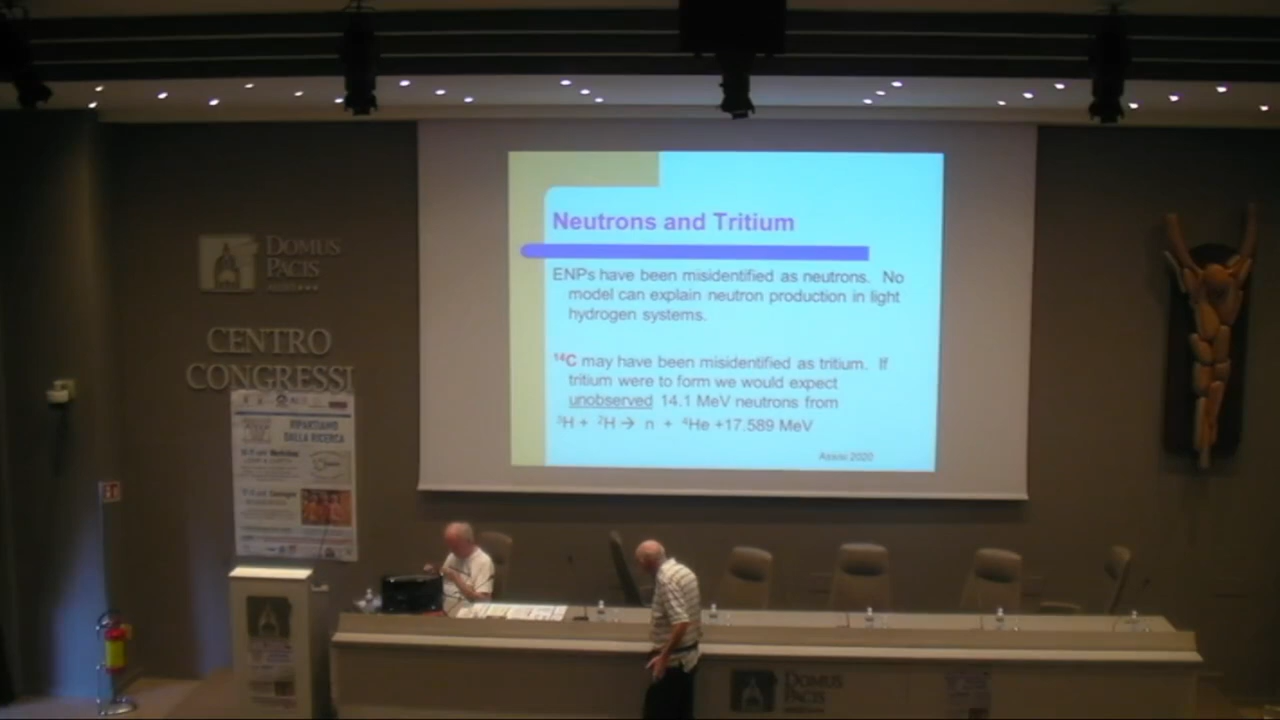 Neutrons and Tritium
ENPs have been misidentified as neutrons. No
model can explain neutron production in light
hydrogen systems.
¹⁴C may have been misidentified as tritium. If
tritium were to form we would expect
unobserved 14.1 MeV neutrons from
³H + ²H → n + ⁴He +17.589 MeV
Assisi 2020
DOMUS
PACIS
CENTRO
CONGRESSI
RIPARTIAMO
DALLA RICERCA
DOMUS
PACIS